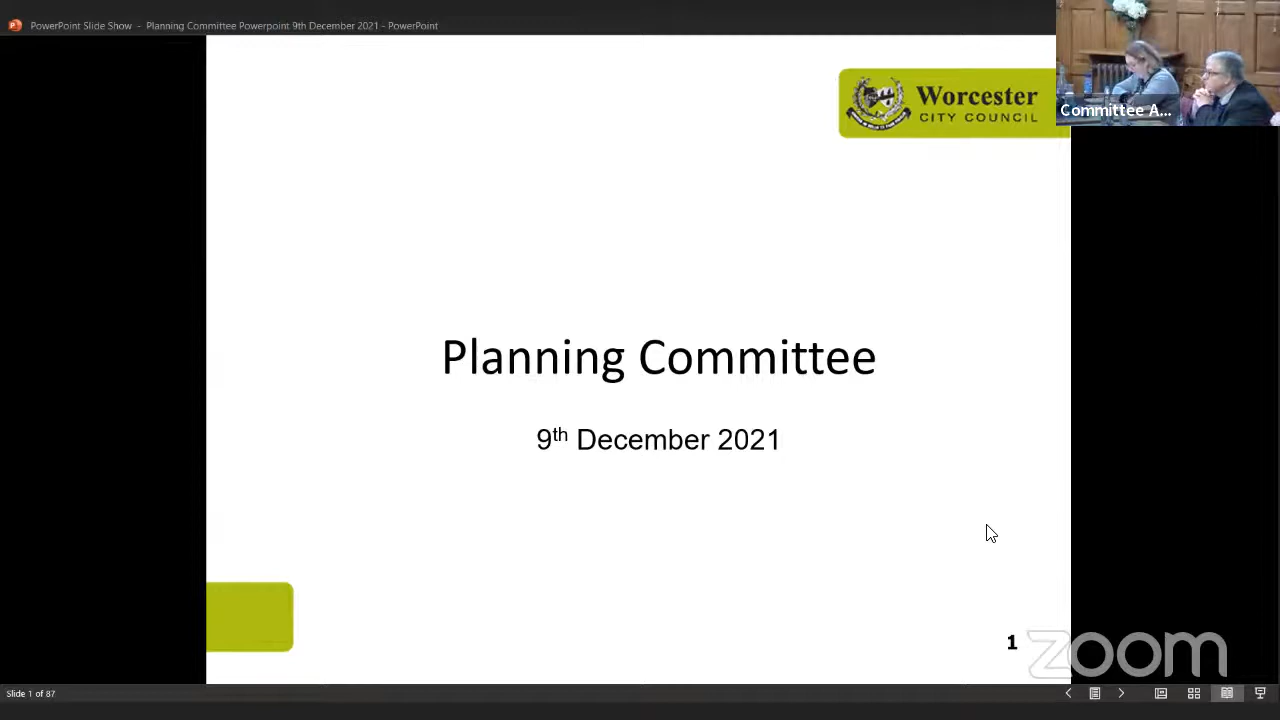 PowerPoint Slide Show - Planning Committee Powerpoint 9th December 2021 - PowerPoint
Worcester
CITY COUNCIL
Committee A...
Planning Committee
9th December 2021
1
zoom
Slide 1 of 87